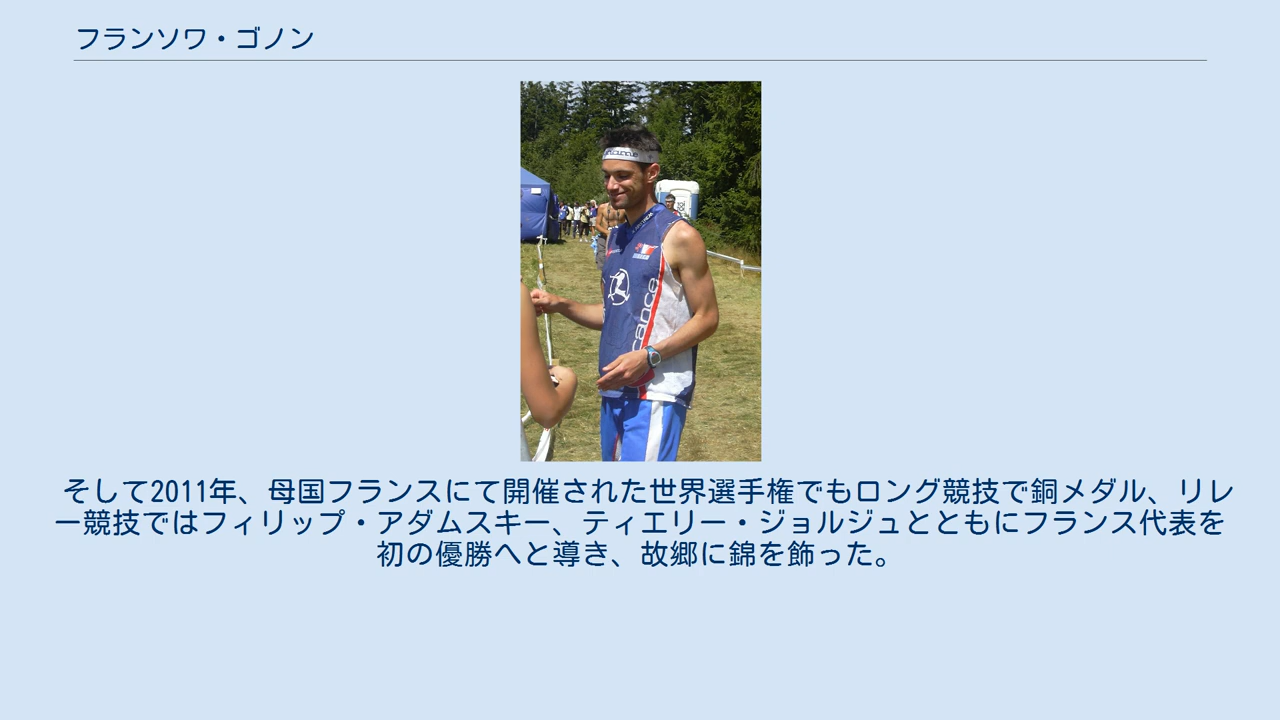 フランソワ・ゴノン
rance
そして2011年、母国フランスにて開催された世界選手権でもロング競技で銅メダル、リレ
ー競技ではフィリップ・アダムスキー、ティエリー・ジョルジュとともにフランス代表を
初の優勝へと導き、故郷に錦を飾った。